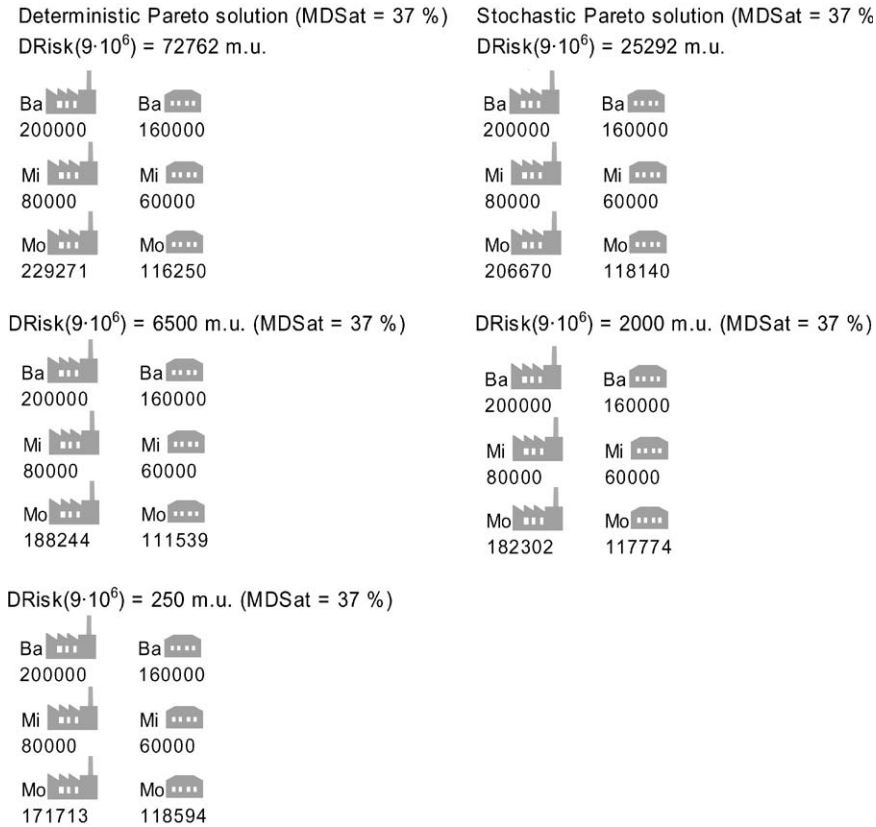 Deterministic Pareto solution (MDSat = 37 %)
DRisk(9·10⁶) = 72762 m.u.
Ba Ba
200000 160000
Mi Mi
80000 60000
Mo Mo
229271 116250
Stochastic Pareto solution (MDSat = 37 %
DRisk(9·10⁶) = 25292 m.u.
Ba Ba
200000 160000
Mi Mi
80000 60000
Mo Mo
206670 118140
DRisk(9·10⁶) = 6500 m.u. (MDSat = 37 %)
Ba Ba
200000 160000
Mi Mi
80000 60000
Mo Mo
188244 111539
DRisk(9·10⁶) = 2000 m.u. (MDSat = 37 %)
Ba Ba
200000 160000
Mi Mi
80000 60000
Mo Mo
182302 117774
DRisk(9·10⁶) = 250 m.u. (MDSat = 37 %)
Ba Ba
200000 160000
Mi Mi
80000 60000
Mo Mo
171713 118594